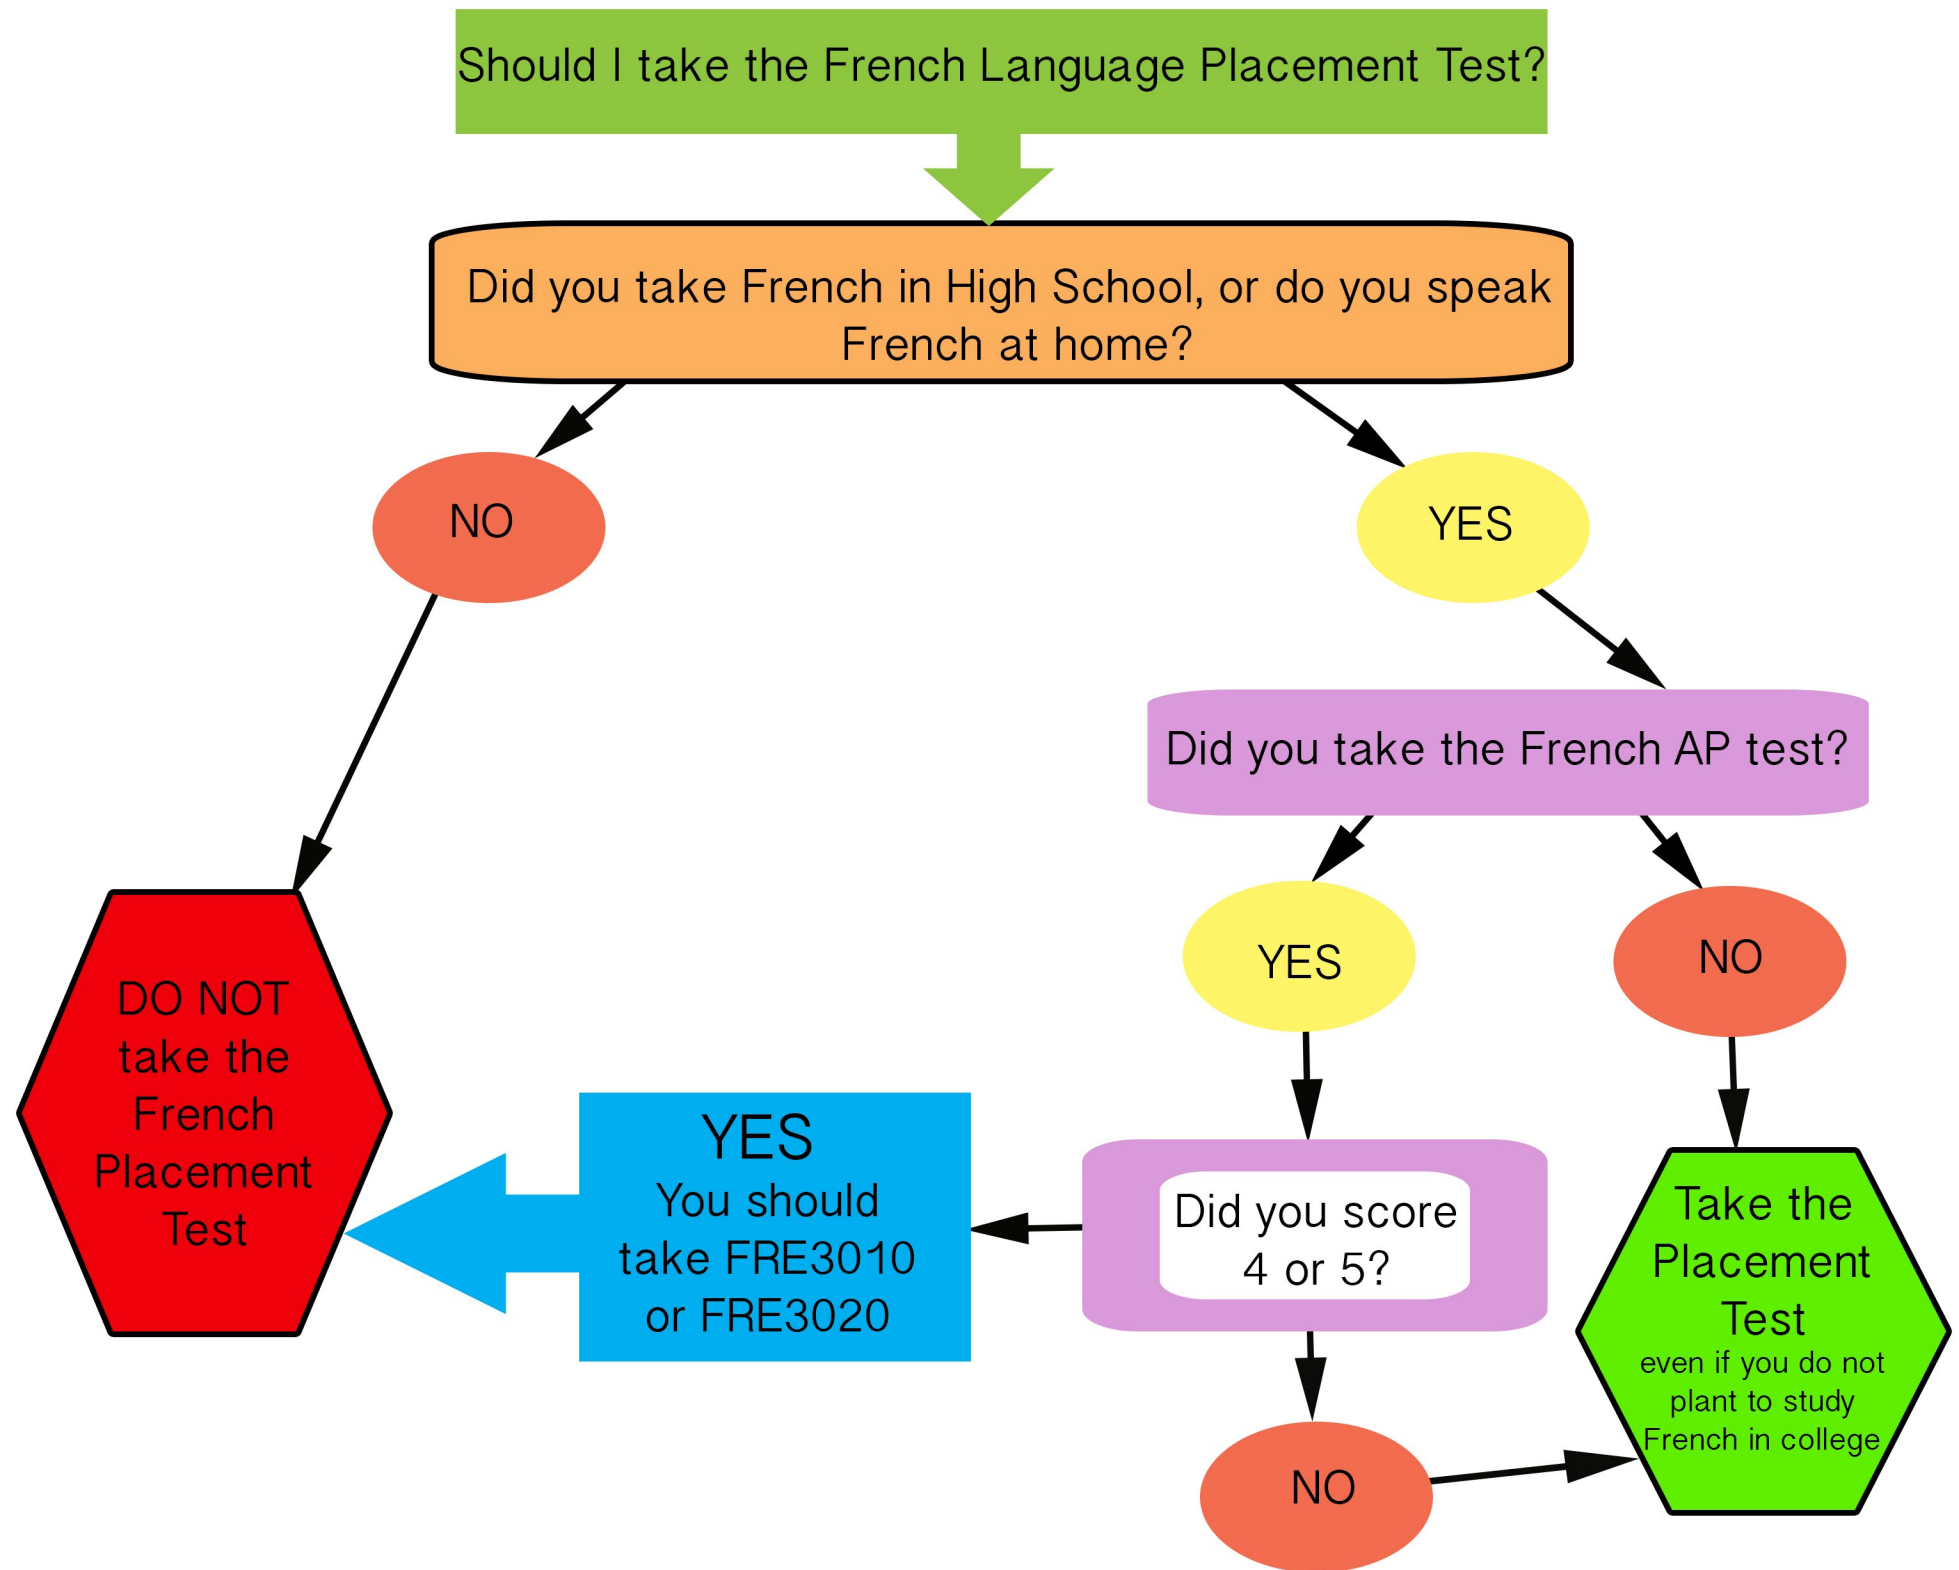 Should I take the French Language Placement Test?
Did you take French in High School, or do you speak
French at home?
NO
YES
Did you take the French AP test?
YES
NO
DO NOT
take the
French
Placement
Test
YES
You should
take FRE3010
or FRE3020
Did you score
4 or 5?
Take the
Placement
Test
even if you do not
plant to study
French in college
NO